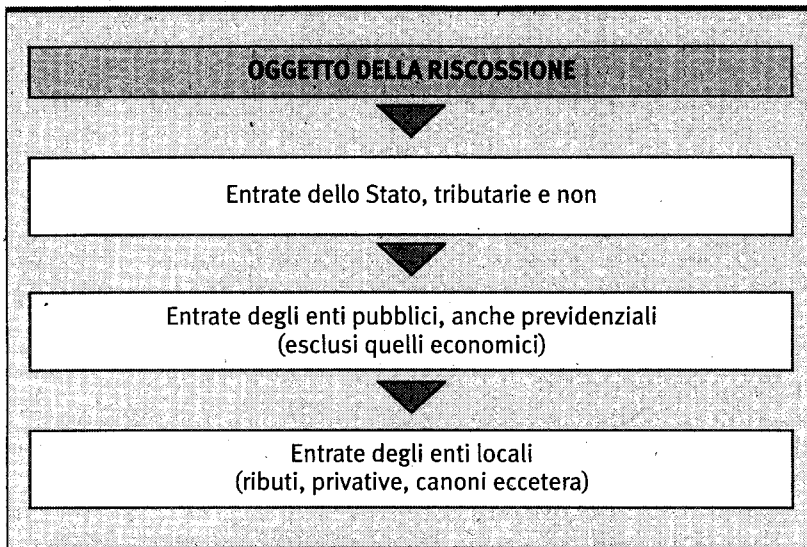 OGGETTO DELLA RISCOSSIONE
Entrate dello Stato, tributarie e non
Entrate degli enti pubblici, anche previdenziali
(esclusi quelli economici)
Entrate degli enti locali
(ributi, privative, canoni eccetera)